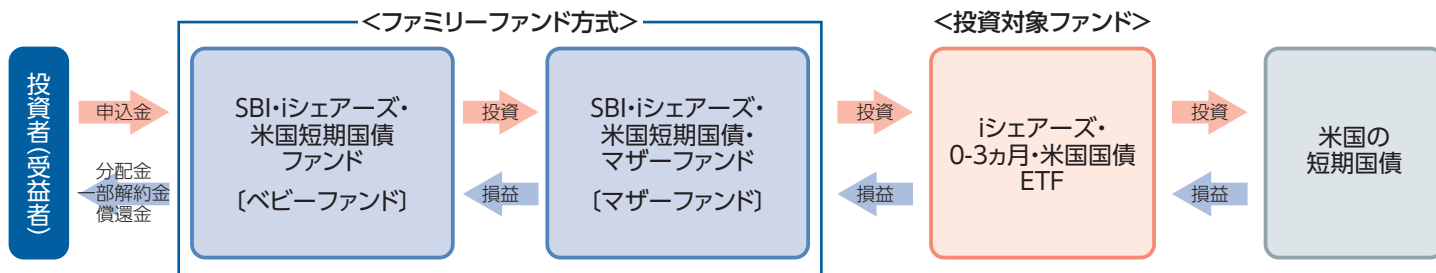 <ファミリーファンド方式>
<投資対象ファンド>
投資者(受益者)
申込金
分配金
一部解約金
償還金
SBI・iシェアーズ・
米国短期国債
ファンド
〔ベビーファンド〕
投資
損益
SBI・iシェアーズ・
米国短期国債・
マザーファンド
〔マザーファンド〕
投資
損益
iシェアーズ・
0-3ヵ月・米国国債
ETF
投資
損益
米国の
短期国債